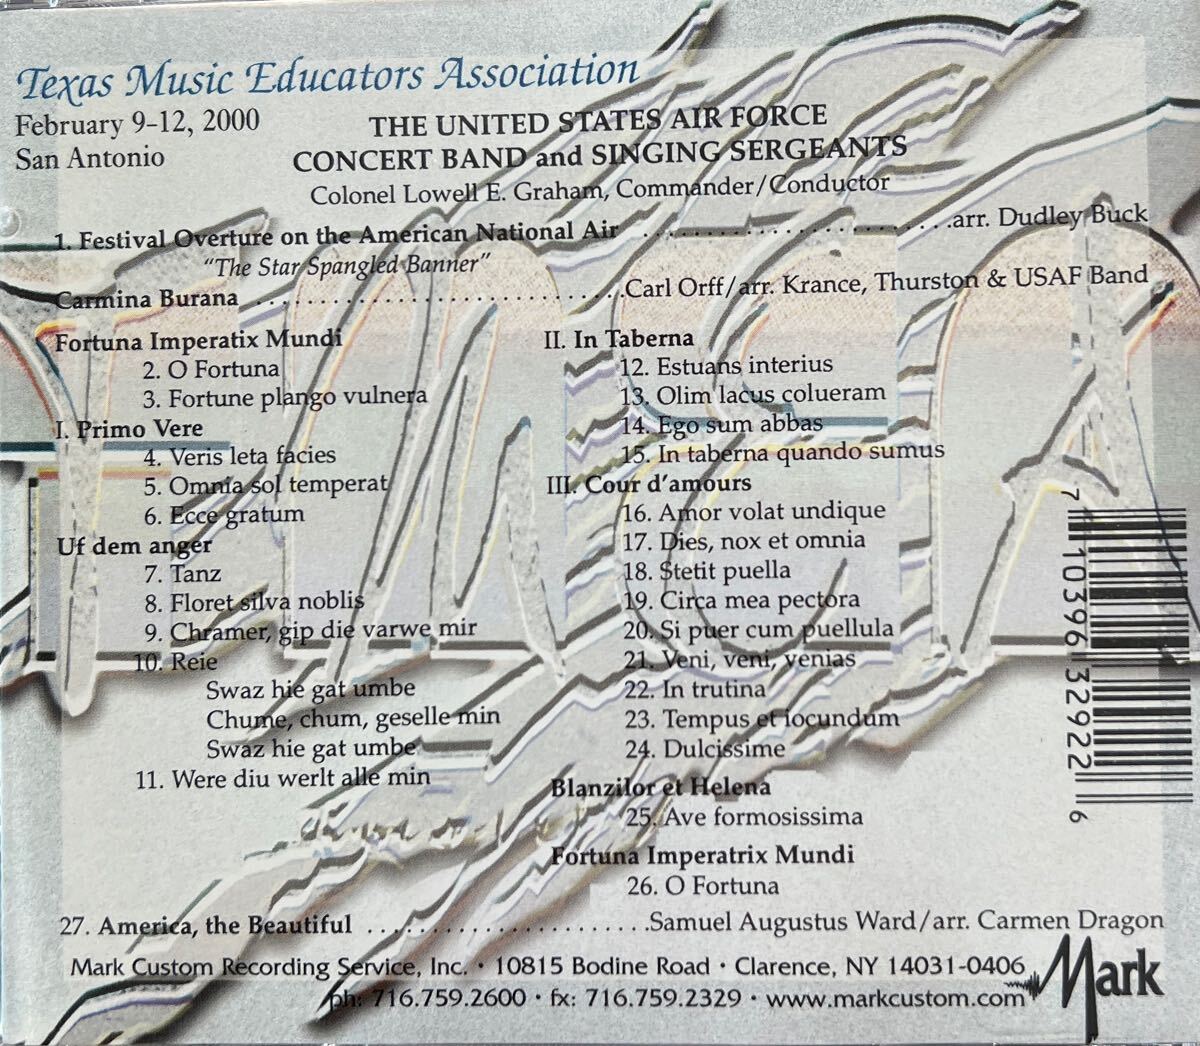 Texas Music Educators Association
February 9-12, 2000
San Antonio
THE UNITED STATES AIR FORCE
CONCERT BAND and SINGING SERGEANTS
Colonel Lowell E. Graham, Commander/Conductor
1. Festival Overture on the American National Air . . . . . . . . . . . . . . . . . . . .arr. Dudley Buck
"The Star Spangled Banner"
Carmina Burana . . . . . . . . . . . . . . . . . . . . . . . . . . .Carl Orff/arr. Krance, Thurston & USAF Band
Fortuna Imperatix Mundi
2. O Fortuna
3. Fortune plango vulnera
I. Primo Vere
4. Veris leta facies
5. Omnia sol temperat
6. Ecce gratum
Uf dem anger
7. Tanz
8. Floret silva noblis
9. Chramer, gip die varwe mir
10. Reie
Swaz hie gat umbe
Chume, chum, geselle min
Swaz hie gat umbe
11. Were diu werlt alle min
II. In Taberna
12. Estuans interius
13. Olim lacus colueram
14. Ego sum abbas
15. In taberna quando sumus
III. Cour d'amours
16. Amor volat undique
17. Dies, nox et omnia
18. Stetit puella
19. Circa mea pectora
20. Si puer cum puellula
21. Veni, veni, venias
22. In trutina
23. Tempus et iocundum
24. Dulcissime
Blanzilor et Helena
25. Ave formosissima
Fortuna Imperatrix Mundi
26. O Fortuna
27. America, the Beautiful . . . . . . . . . . . . . . . . . . . . . .Samuel Augustus Ward/arr. Carmen Dragon
Mark Custom Recording Service, Inc. · 10815 Bodine Road · Clarence, NY 14031-0406
ph: 716.759.2600 · fx: 716.759.2329 · www.markcustom.com
Mark
7 10396 32922 6
TMEA